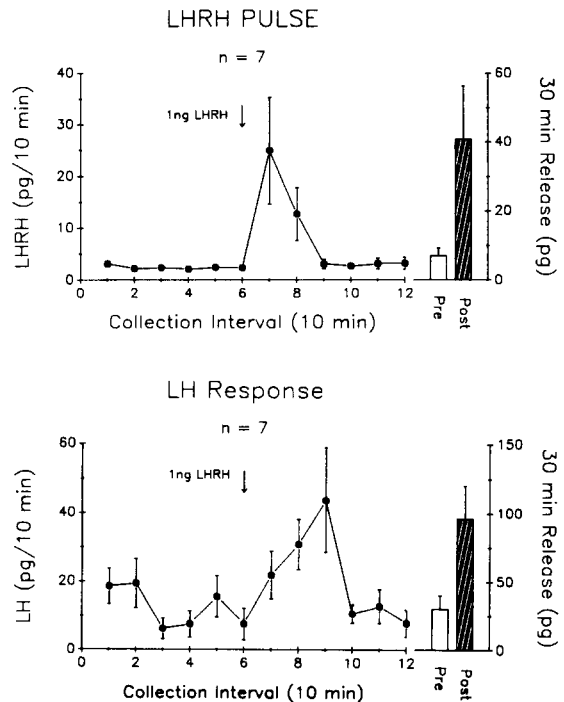 LHRH PULSE
n = 7
1ng LHRH
LHRH (pg/10 min)
40
30
20
10
0
0 2 4 6 8 10 12
Collection Interval (10 min)
60
40
20
0
30 min Release (pg)
Pre
Post
LH Response
n = 7
1ng LHRH
LH (pg/10 min)
60
40
20
0
0 2 4 6 8 10 12
Collection Interval (10 min)
150
100
50
0
30 min Release (pg)
Pre
Post